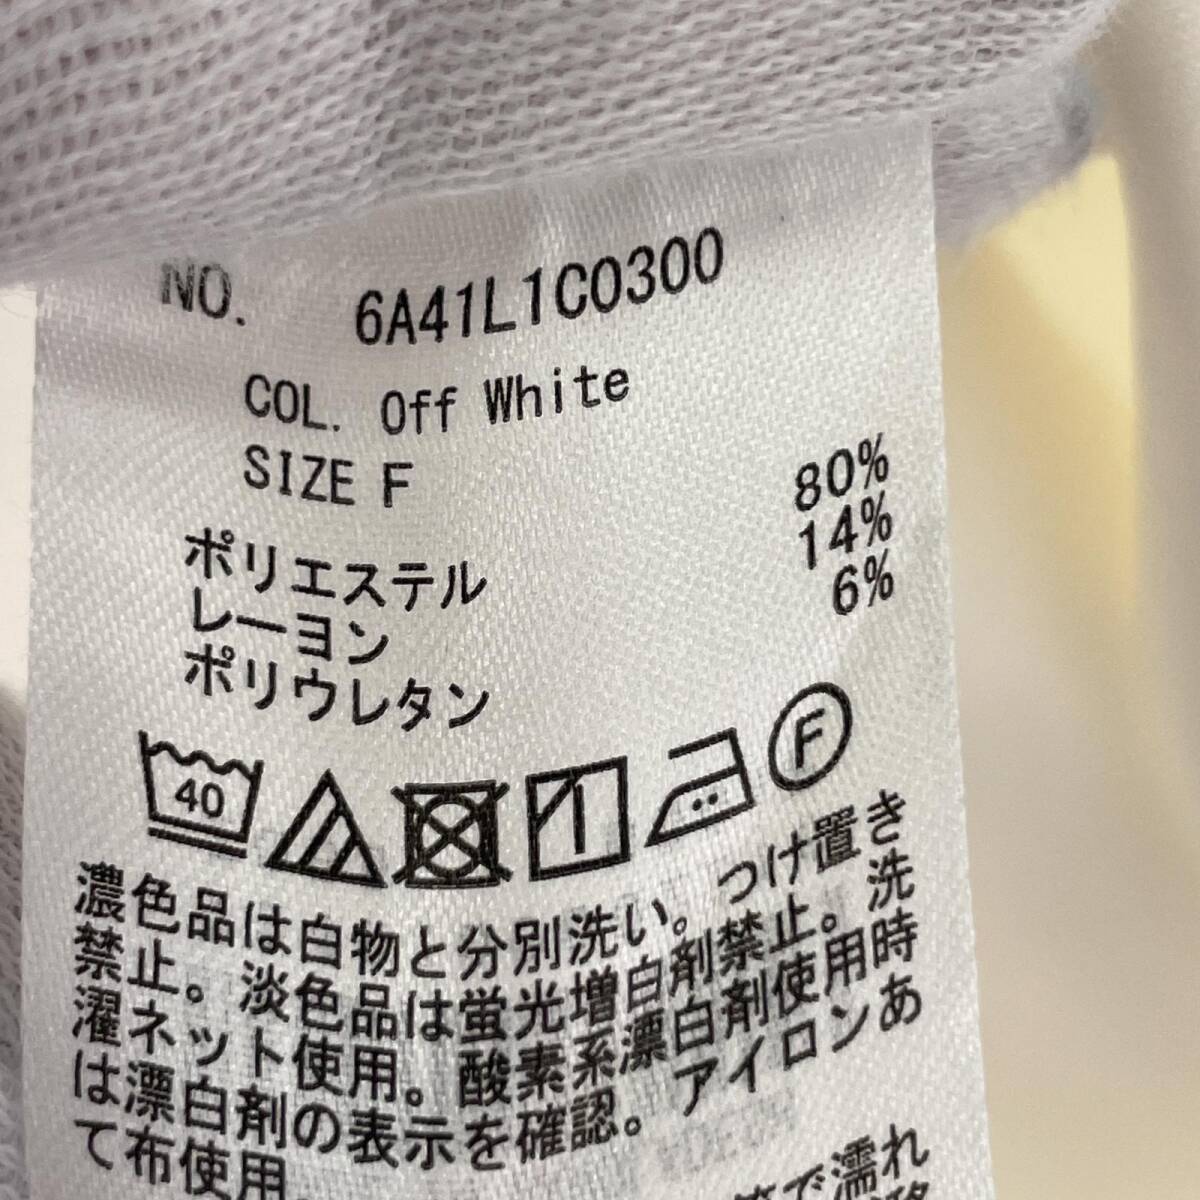 NO. 6A41L1C0300
COL. Off White
SIZE F
ポリエステル 80%
レーヨン 14%
ポリウレタン 6%
40 F
濃色品は白物と分別洗い。つけ置き
禁止。淡色品は蛍光増白剤禁止。洗
濯ネット使用。酸素系漂白剤使用時
は漂白剤の表示を確認。アイロンあ
て布使用。
で濡れ